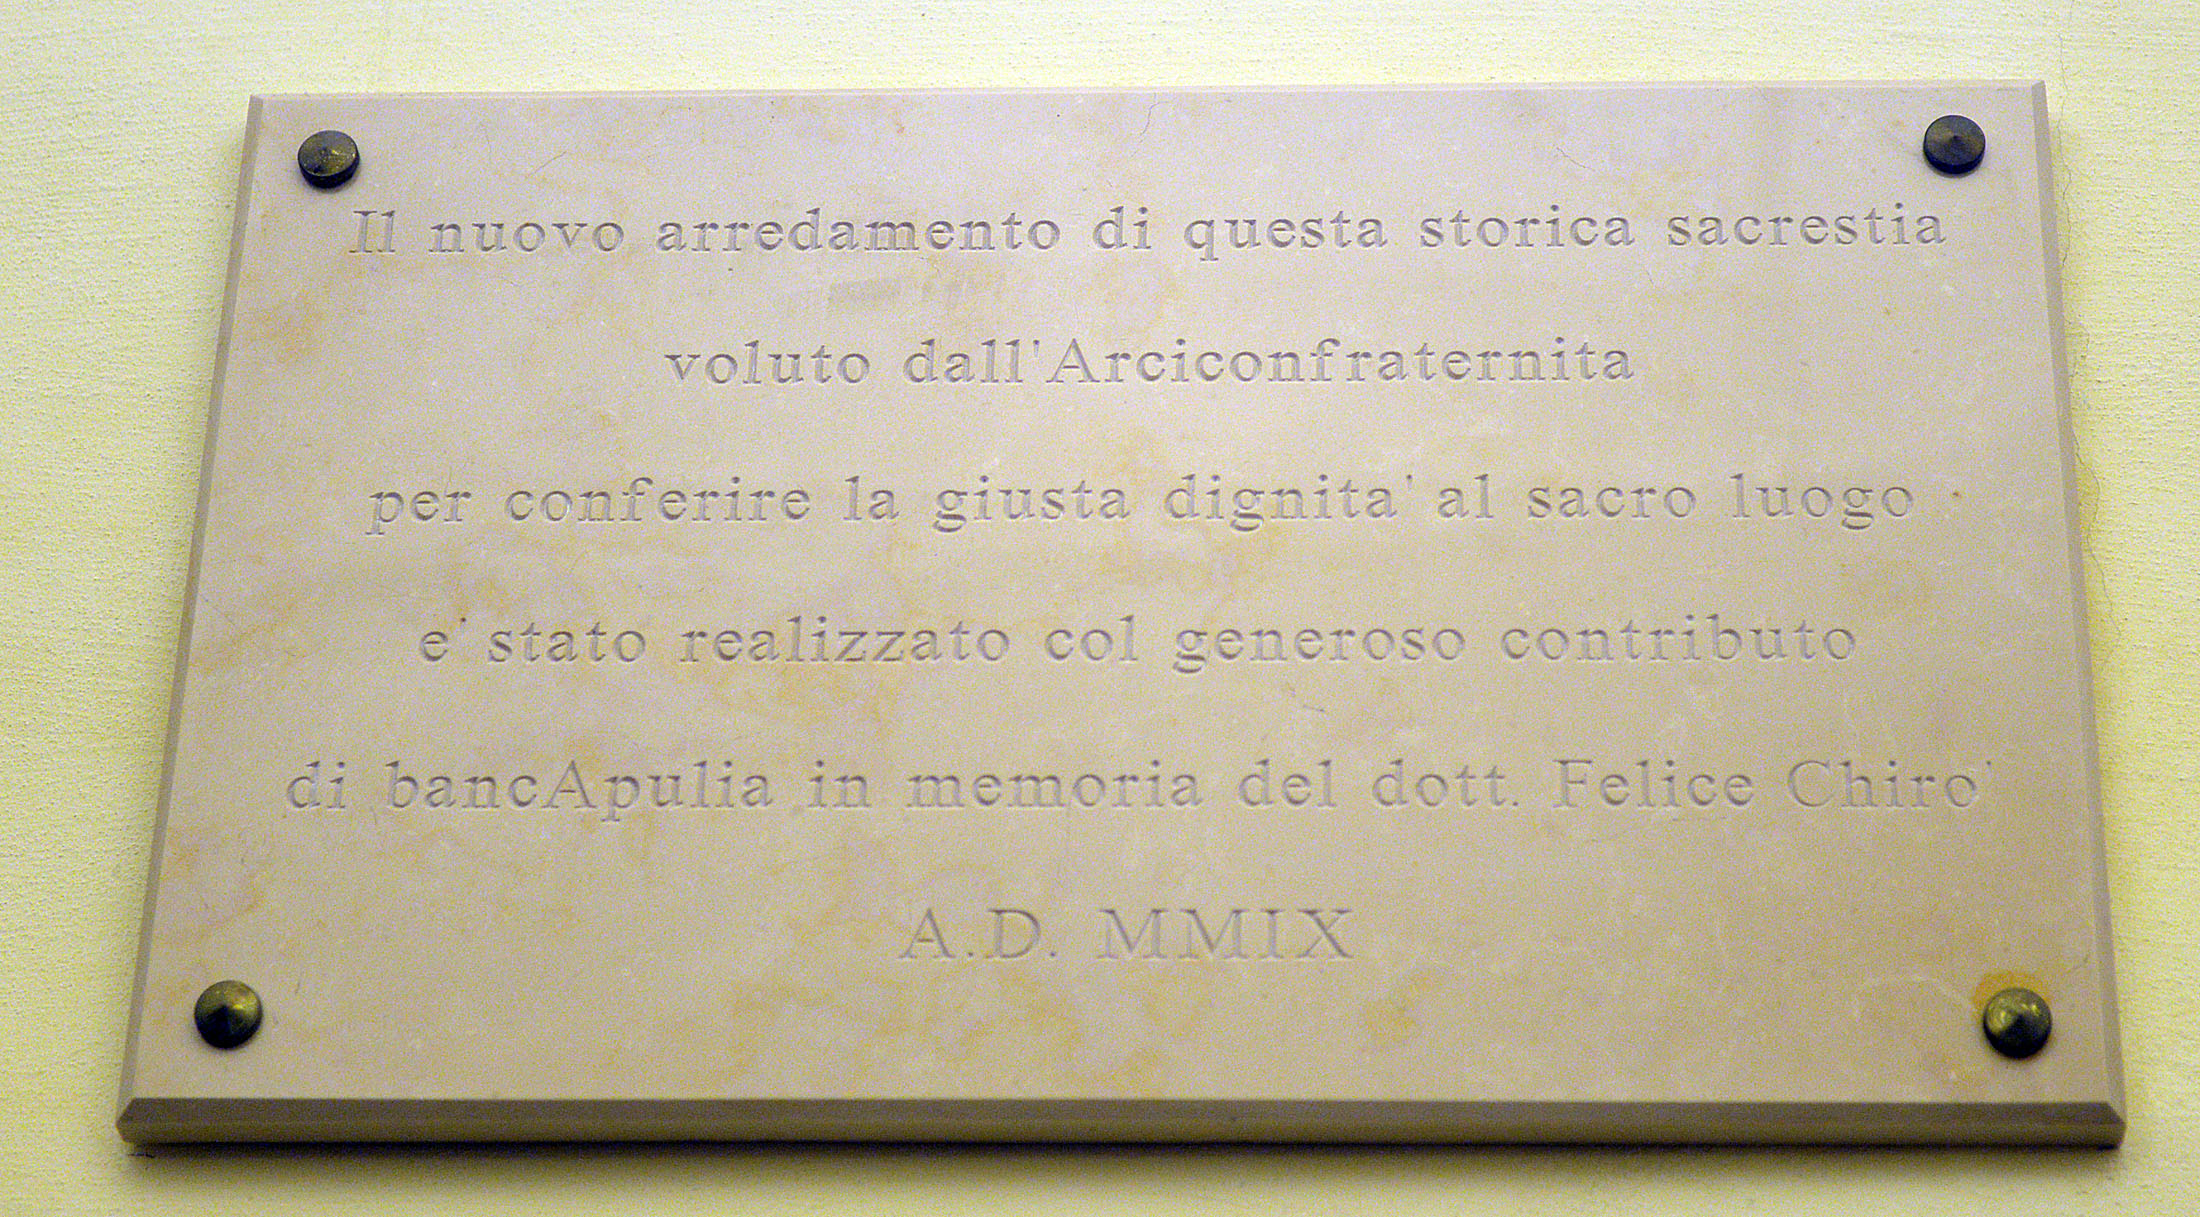 Il nuovo arredamento di questa storica sacrestia
voluto dall'Arciconfraternita
per conferire la giusta dignita' al sacro luogo
e' stato realizzato col generoso contributo
di bancApulia in memoria del dott. Felice Chiro'
A.D. MMIX